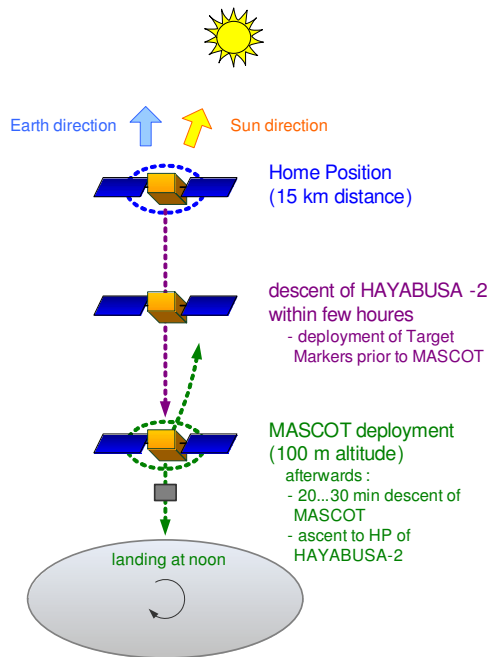 Earth direction
Sun direction
Home Position
(15 km distance)
descent of HAYABUSA -2
within few houres
- deployment of Target
Markers prior to MASCOT
MASCOT deployment
(100 m altitude)
afterwards :
- 20...30 min descent of
MASCOT
- ascent to HP of
HAYABUSA-2
landing at noon